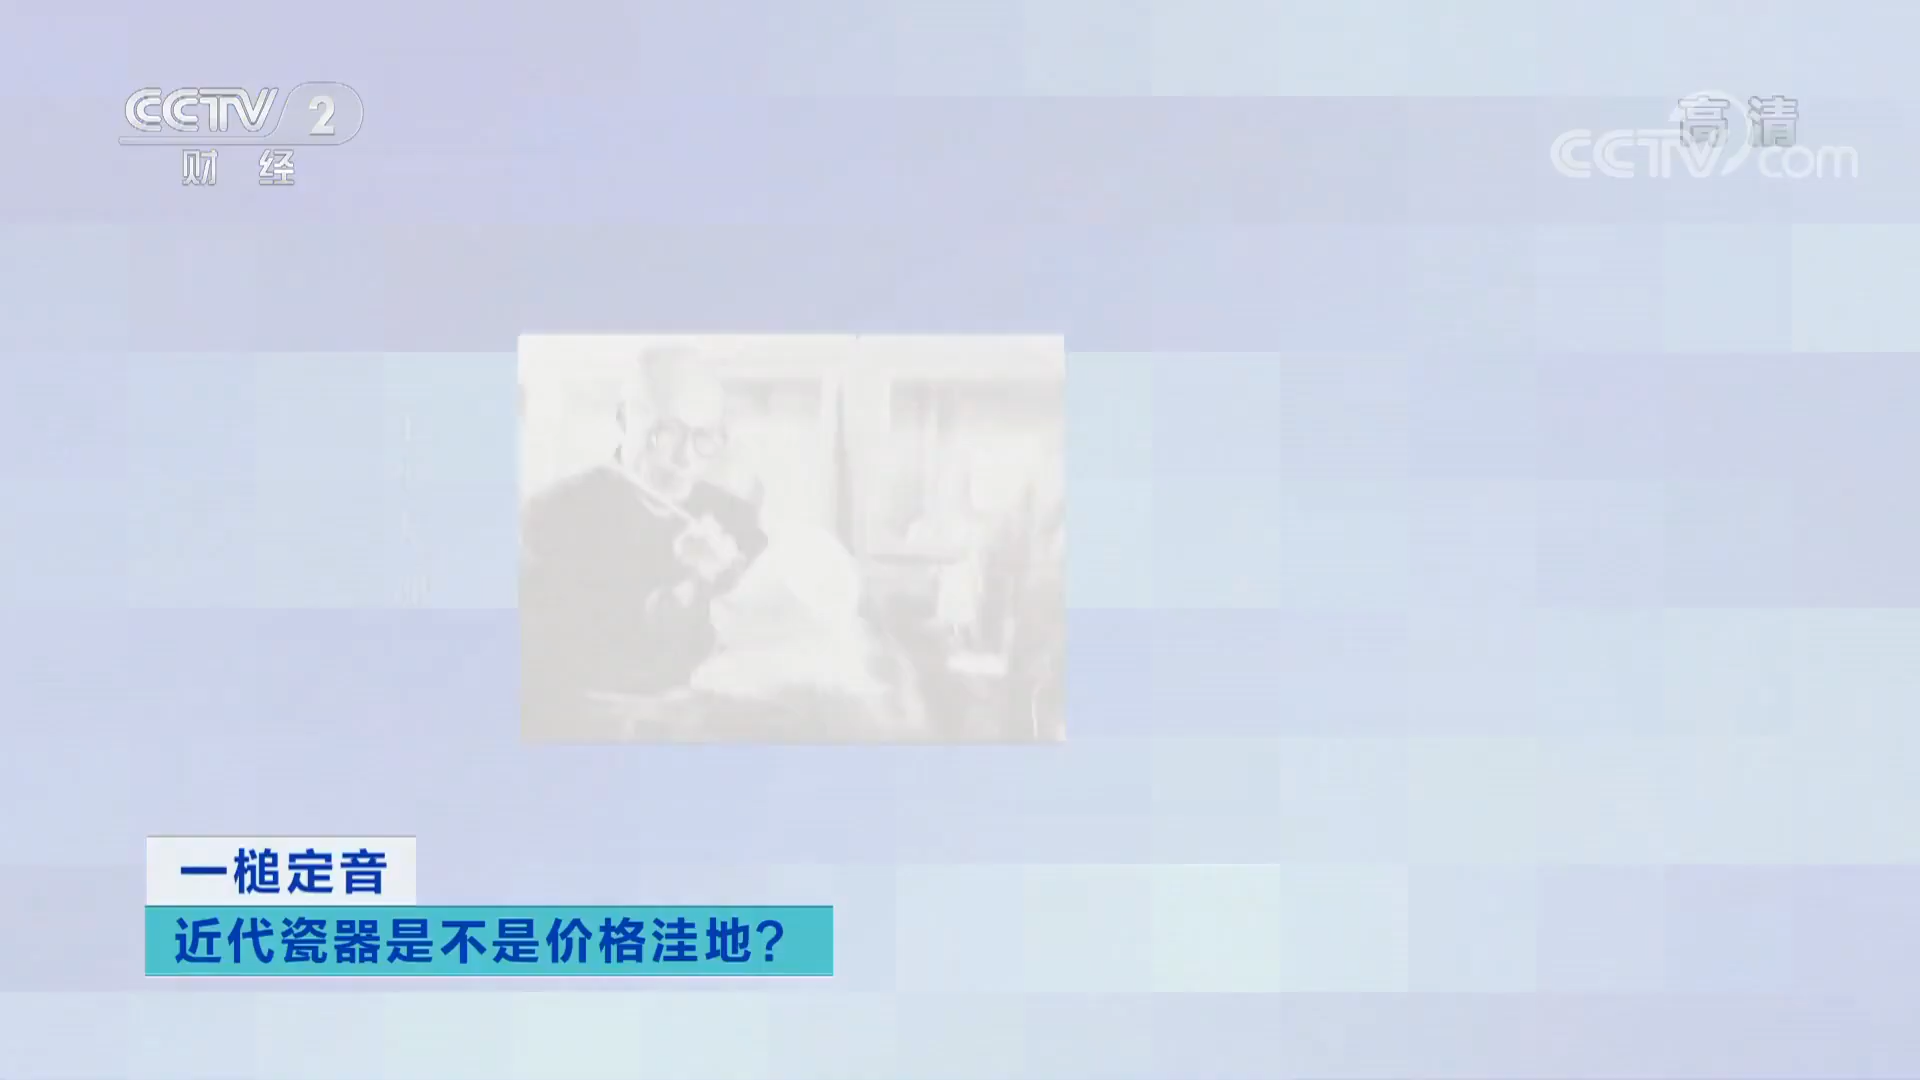 CCTV 2
财 经
高清
CCTV com
一槌定音
近代瓷器是不是价格洼地?